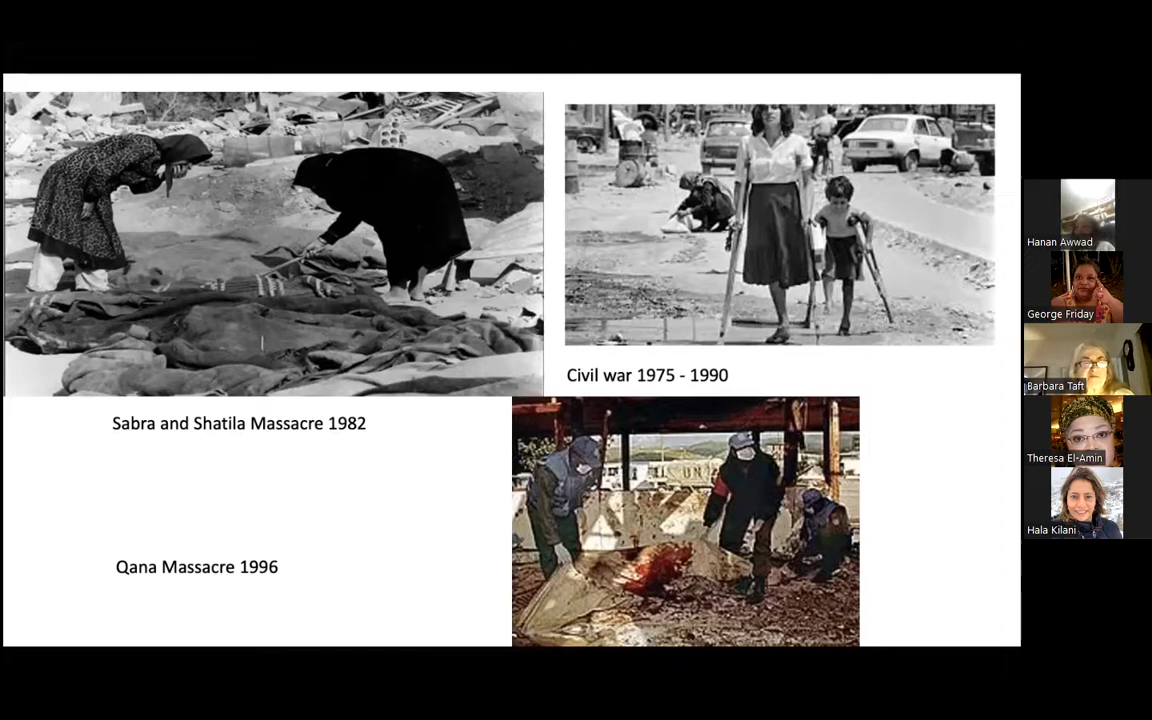 Civil war 1975 - 1990
Sabra and Shatila Massacre 1982
Qana Massacre 1996
UN
Hanan Awwad
George Friday
Barbara Taft
Theresa El-Amin
Hala Kilani